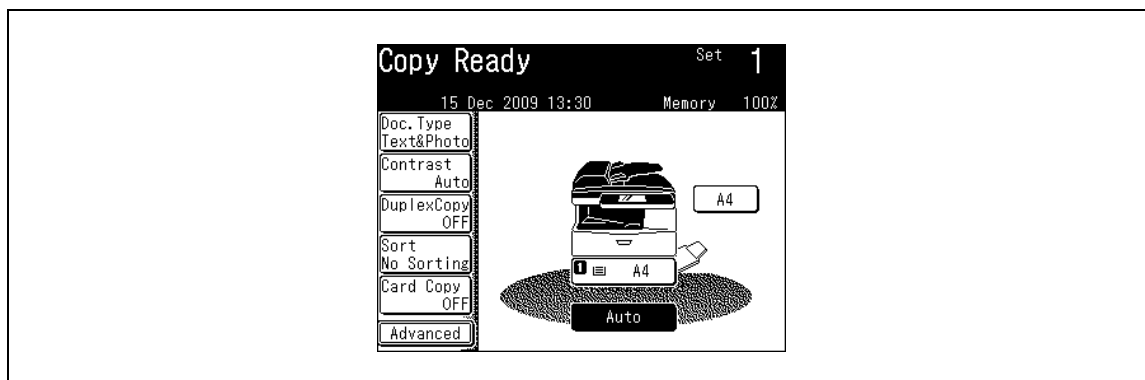 Copy Ready Set 1
15 Dec 2009 13:30 Memory 100%
Doc.Type
Text&Photo
Contrast
Auto
DuplexCopy
OFF
Sort
No Sorting
Card Copy
OFF
Advanced
A4
1 A4
Auto